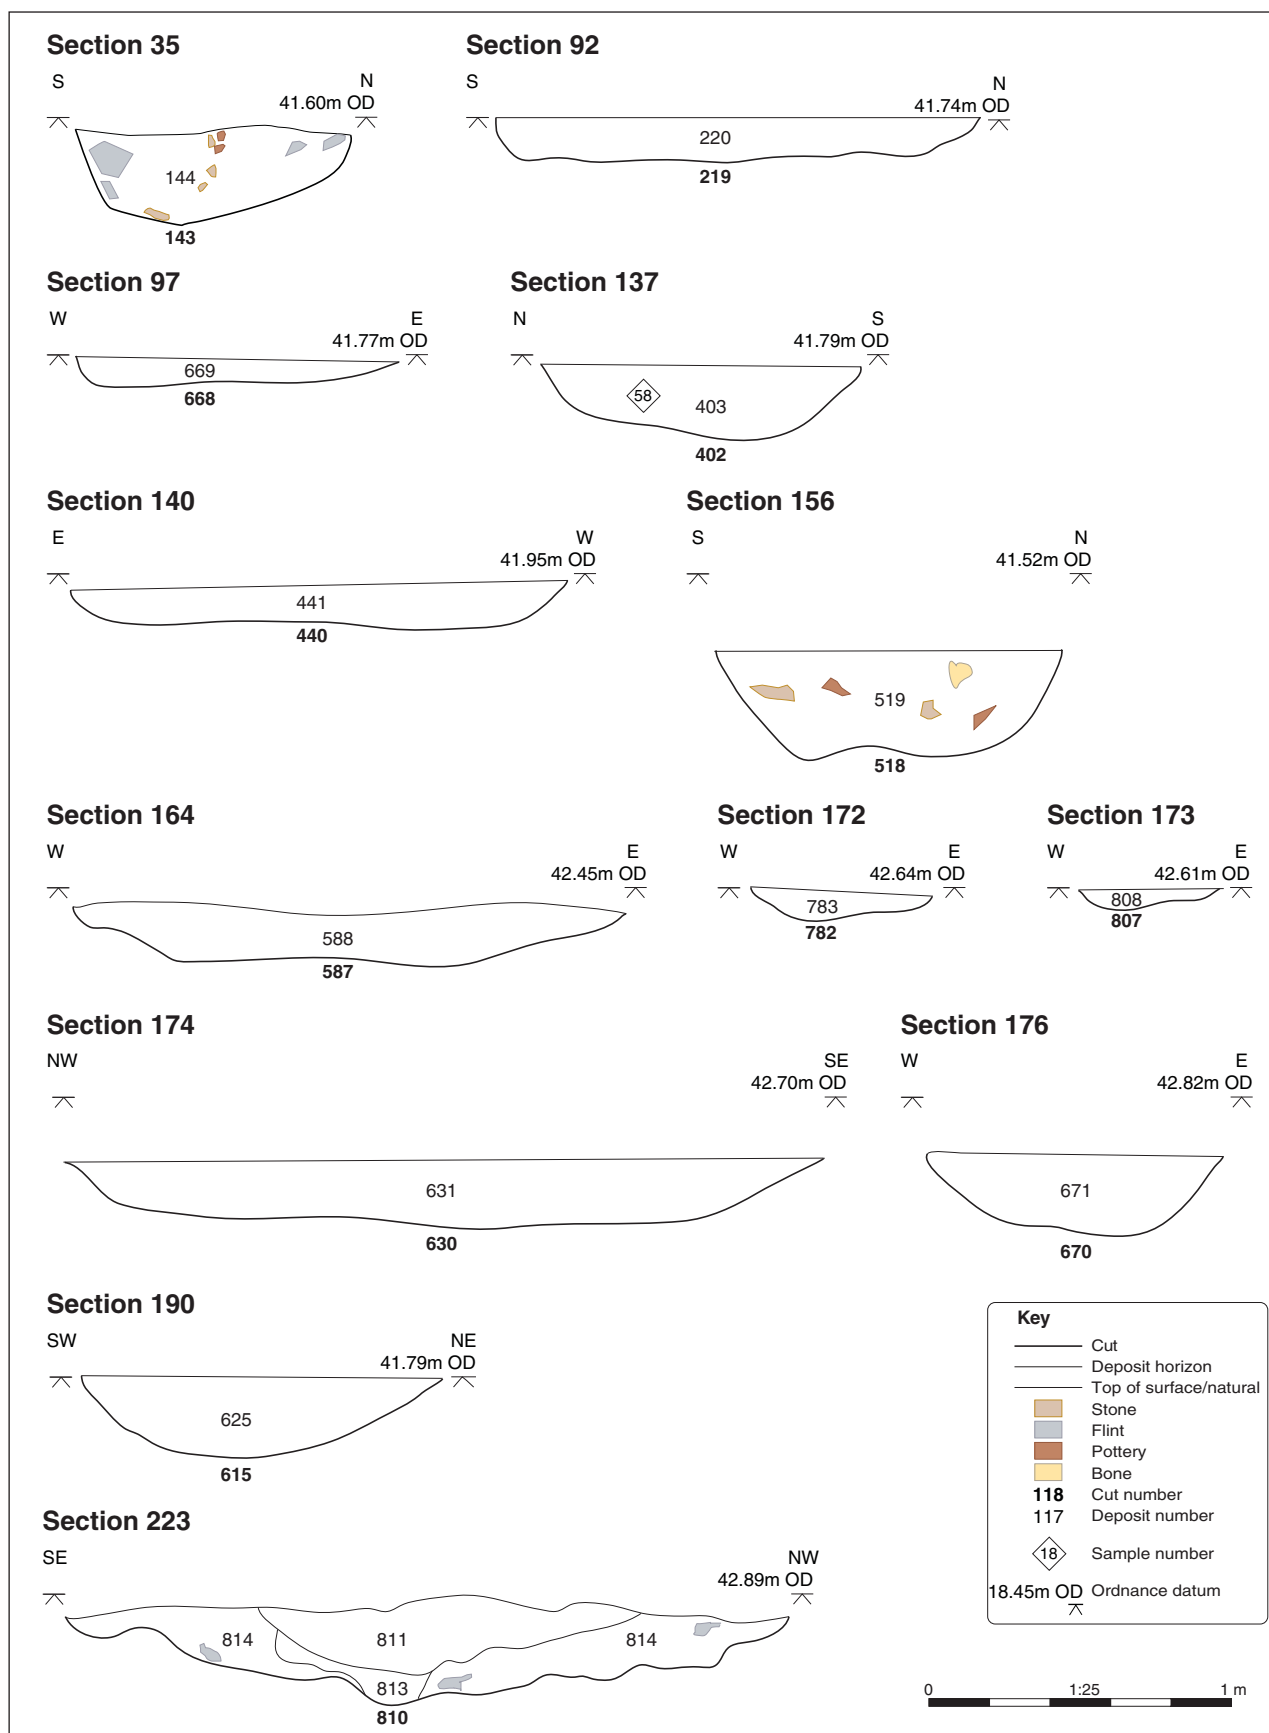 Section 35
S N
41.60m OD
144
143
Section 92
S N
41.74m OD
220
219
Section 97
W E
41.77m OD
669
668
Section 137
N S
41.79m OD
58
403
402
Section 140
E W
41.95m OD
441
440
Section 156
S N
41.52m OD
519
518
Section 164
W E
42.45m OD
588
587
Section 172
W E
42.64m OD
783
782
Section 173
W E
42.61m OD
808
807
Section 174
NW SE
42.70m OD
631
630
Section 176
W E
42.82m OD
671
670
Section 190
SW NE
41.79m OD
625
615
Section 223
SE NW
42.89m OD
814 811 814
813
810
Key
Cut
Deposit horizon
Top of surface/natural
Stone
Flint
Pottery
Bone
118 Cut number
117 Deposit number
18 Sample number
18.45m OD Ordnance datum
0 1:25 1 m